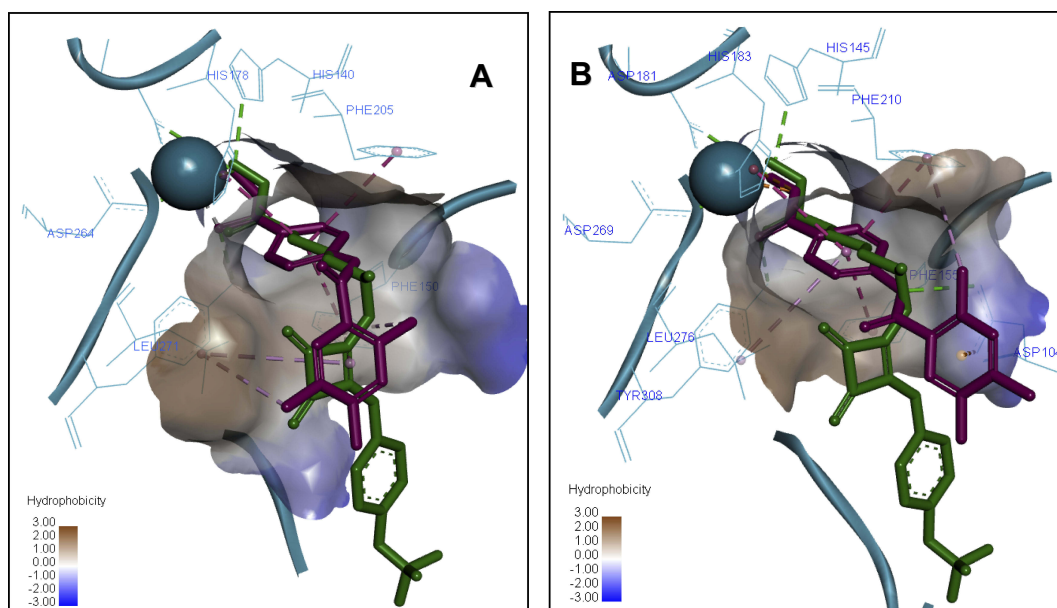 A
HIS178
HIS140
PHE205
ASP264
PHE150
LEU271
Hydrophobicity
3.00
2.00
1.00
0.00
-1.00
-2.00
-3.00
B
HIS183
HIS145
ASP181
PHE210
ASP269
PHE155
LEU276
ASP104
TYR308
Hydrophobicity
3.00
2.00
1.00
0.00
-1.00
-2.00
-3.00